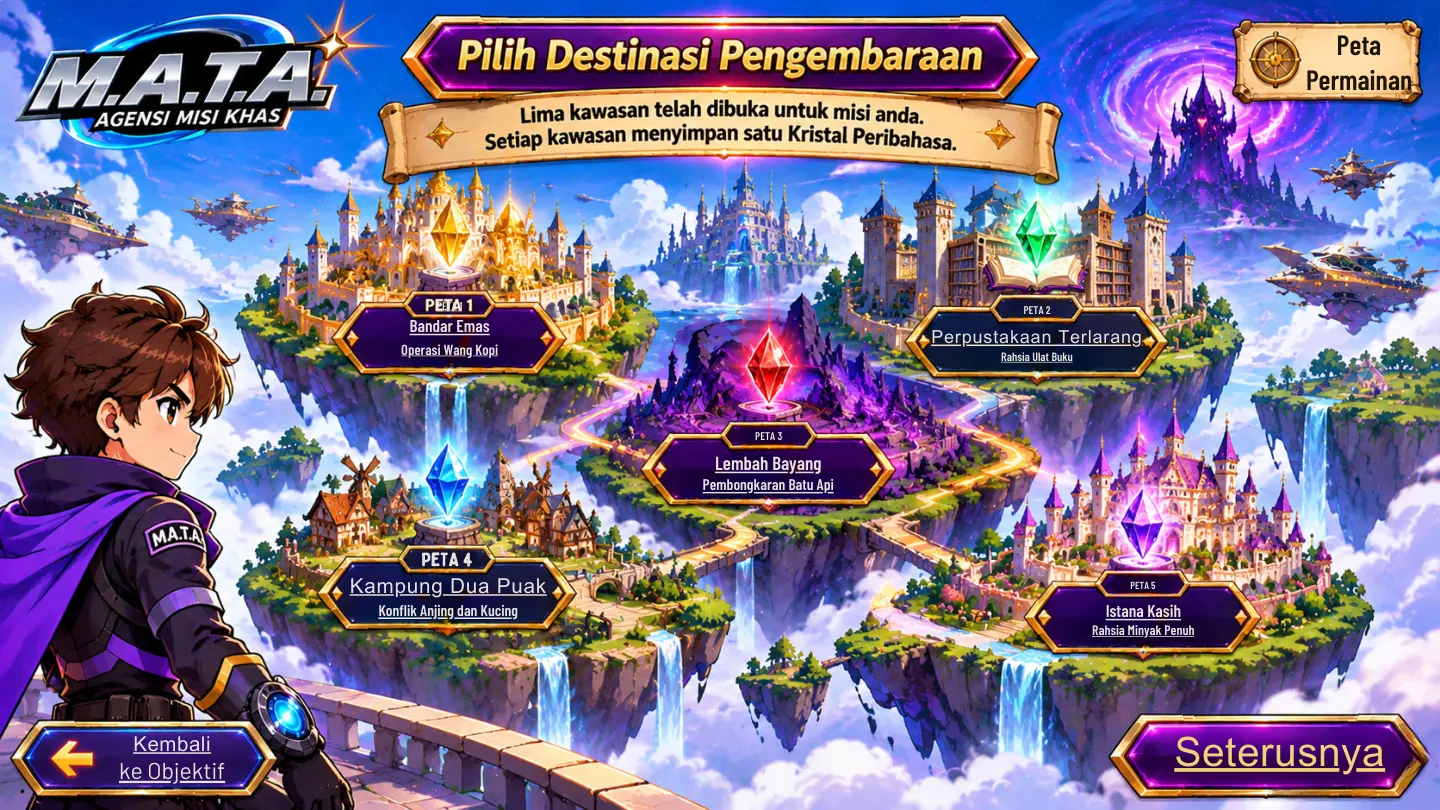 M.A.T.A.
AGENSI MISI KHAS
Pilih Destinasi Pengembaraan
Lima kawasan telah dibuka untuk misi anda.
Setiap kawasan menyimpan satu Kristal Peribahasa.
Peta
Permainan
PETA 1
Bandar Emas
Operasi Wang Kopi
PETA 2
Perpustakaan Terlarang
Rahsia Ulat Buku
PETA 3
Lembah Bayang
Pembongkaran Batu Api
M.A.T.A
PETA 4
Kampung Dua Puak
Konflik Anjing dan Kucing
PETA 5
Istana Kasih
Rahsia Minyak Penuh
Kembali
ke Objektif
Seterusnya